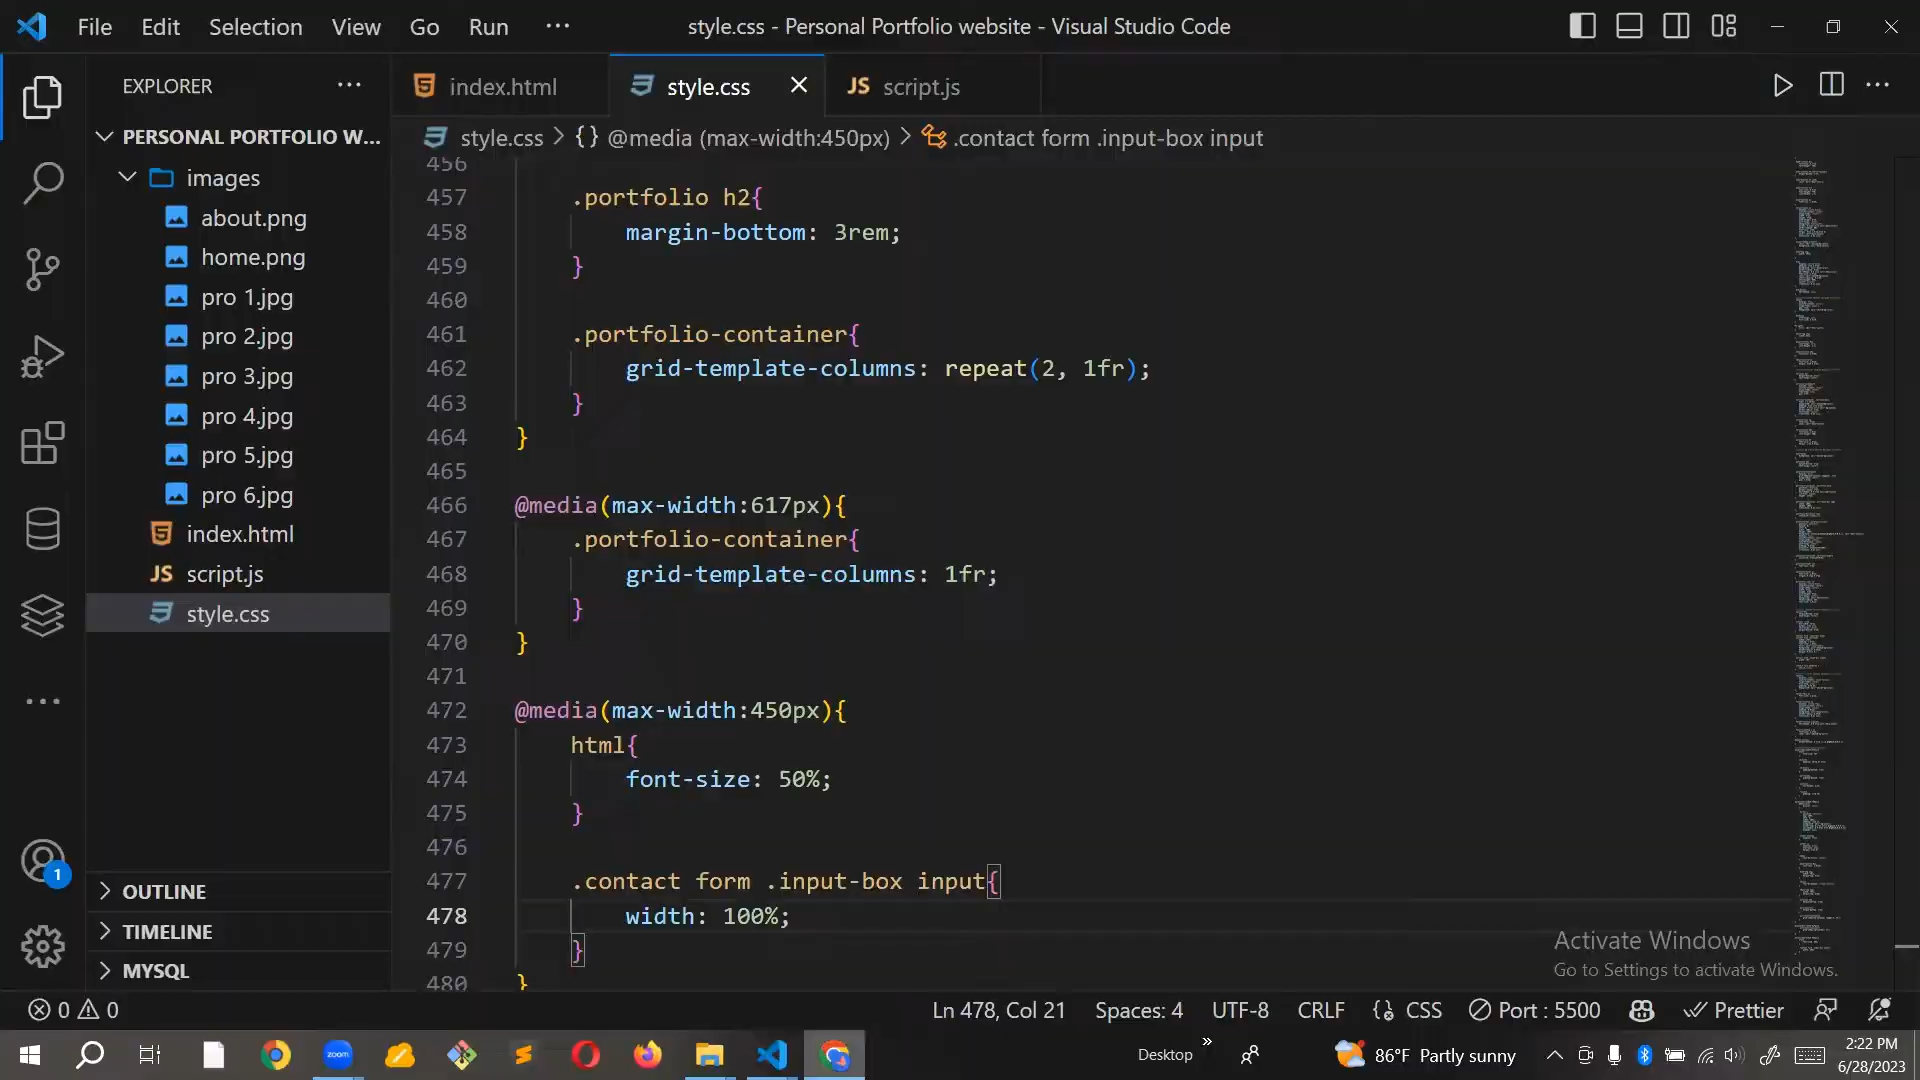 File Edit Selection View Go Run ··· style.css - Personal Portfolio website - Visual Studio Code
EXPLORER ···
index.html
style.css
JS script.js
PERSONAL PORTFOLIO W...
images
about.png
home.png
pro 1.jpg
pro 2.jpg
pro 3.jpg
pro 4.jpg
pro 5.jpg
pro 6.jpg
index.html
JS script.js
style.css
OUTLINE
TIMELINE
MYSQL
style.css > {} @media (max-width:450px) > .contact form .input-box input
456
457 .portfolio h2{
458 margin-bottom: 3rem;
459 }
460
461 .portfolio-container{
462 grid-template-columns: repeat(2, 1fr);
463 }
464 }
465
466 @media(max-width:617px){
467 .portfolio-container{
468 grid-template-columns: 1fr;
469 }
470 }
471
472 @media(max-width:450px){
473 html{
474 font-size: 50%;
475 }
476
477 .contact form .input-box input{
478 width: 100%;
479 }
480 }
Activate Windows
Go to Settings to activate Windows.
1
0 0 Ln 478, Col 21 Spaces: 4 UTF-8 CRLF CSS Port : 5500 Prettier
zoom
Desktop 86°F Partly sunny
2:22 PM
6/28/2023